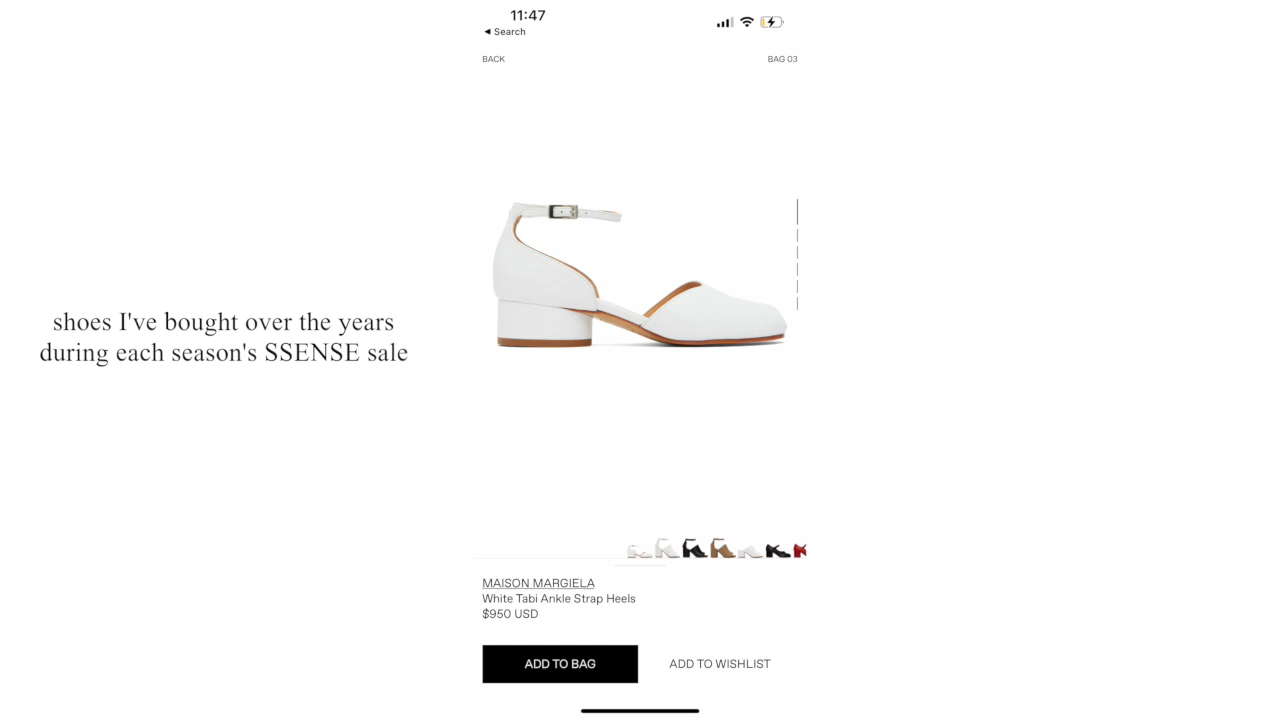 11:47
◀ Search
BACK
BAG 03
shoes I've bought over the years
during each season's SSENSE sale
MAISON MARGIELA
White Tabi Ankle Strap Heels
$950 USD
ADD TO BAG
ADD TO WISHLIST